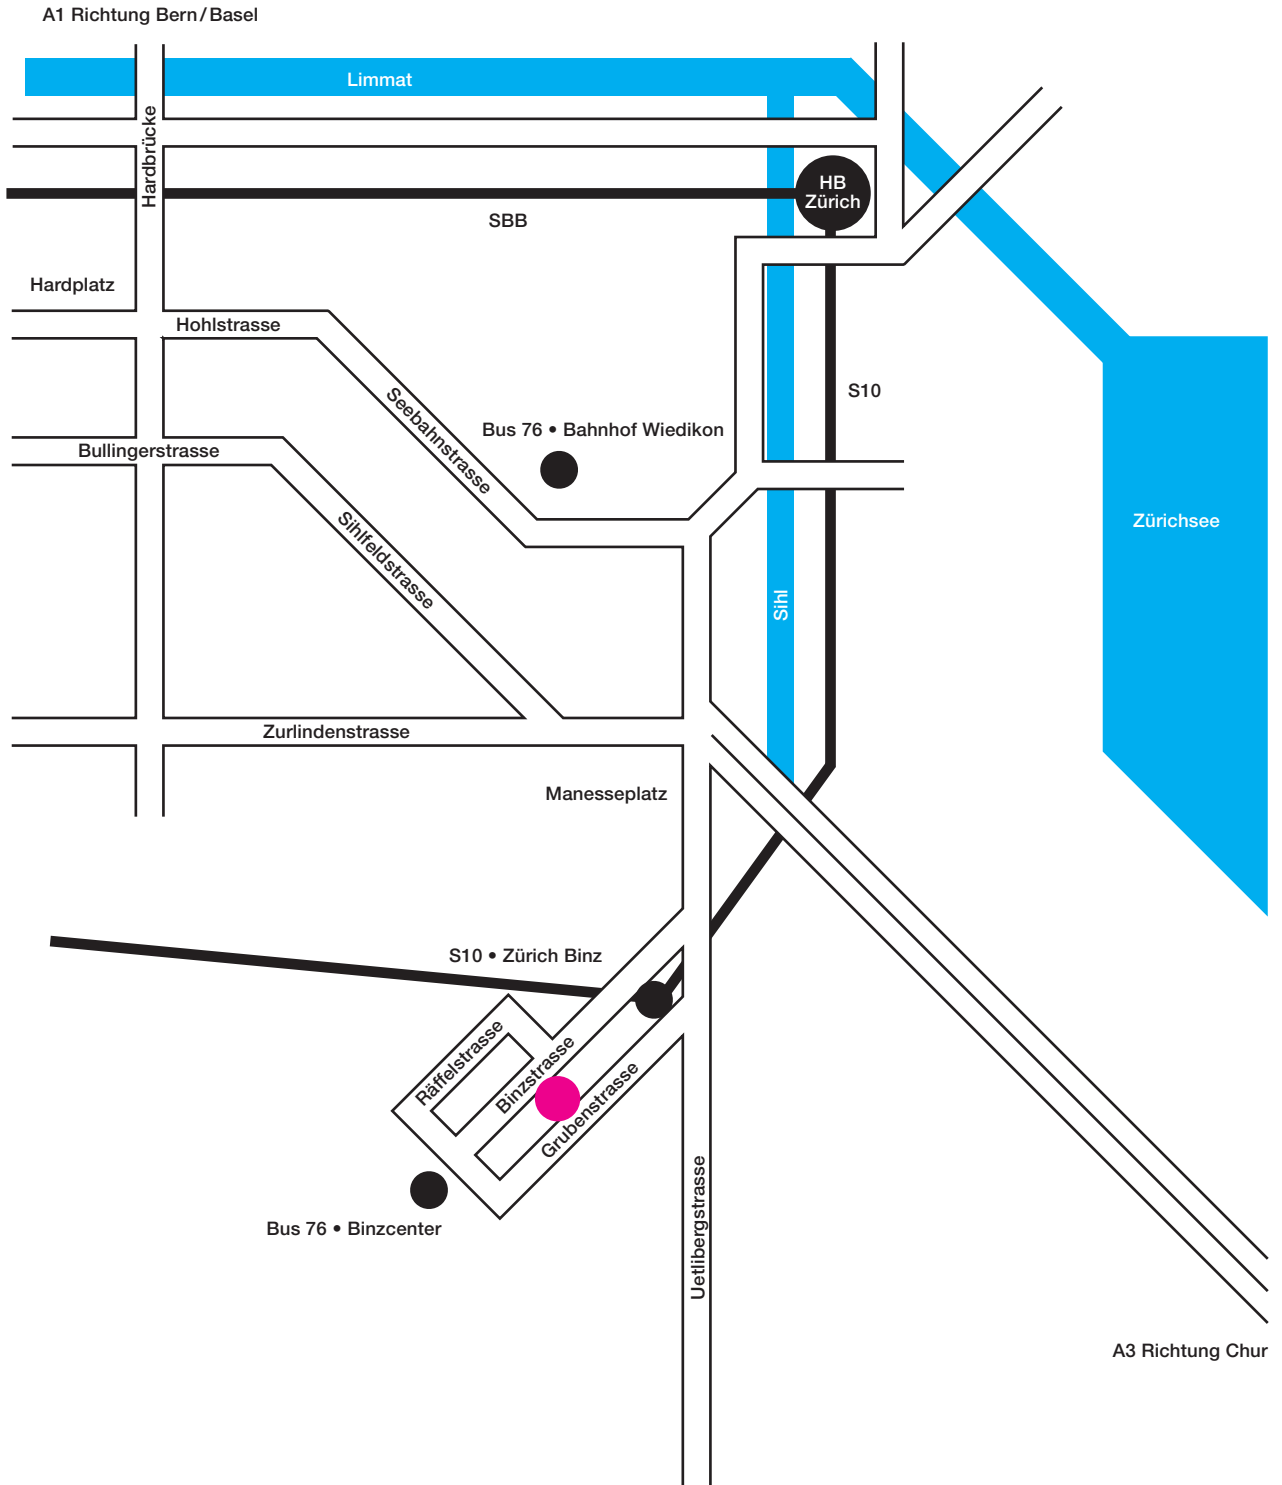 A1 Richtung Bern/Basel
Limmat
Hardbrücke
HB
Zürich
SBB
Hardplatz
Hohlstrasse
S10
Seebahnstrasse
Bus 76 • Bahnhof Wiedikon
Bullingerstrasse
Zürichsee
Sihlfeldstrasse
Sihl
Zurlindenstrasse
Manesseplatz
S10 • Zürich Binz
Räffelstrasse
Binzstrasse
Grubenstrasse
Bus 76 • Binzcenter
Uetlibergstrasse
A3 Richtung Chur